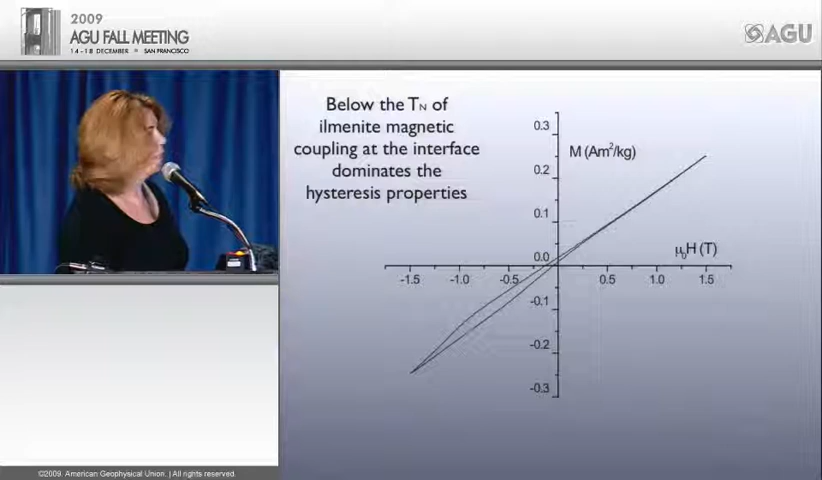 2009
AGU FALL MEETING
14 - 18 DECEMBER • SAN FRANCISCO
AGU
Below the TN of
ilmenite magnetic
coupling at the interface
dominates the
hysteresis properties
0.3
M (Am²/kg)
0.2
0.1
μ₀H (T)
0.0
-1.5 -1.0 -0.5 0.5 1.0 1.5
-0.1
-0.2
-0.3
©2009. American Geophysical Union. | All rights reserved.